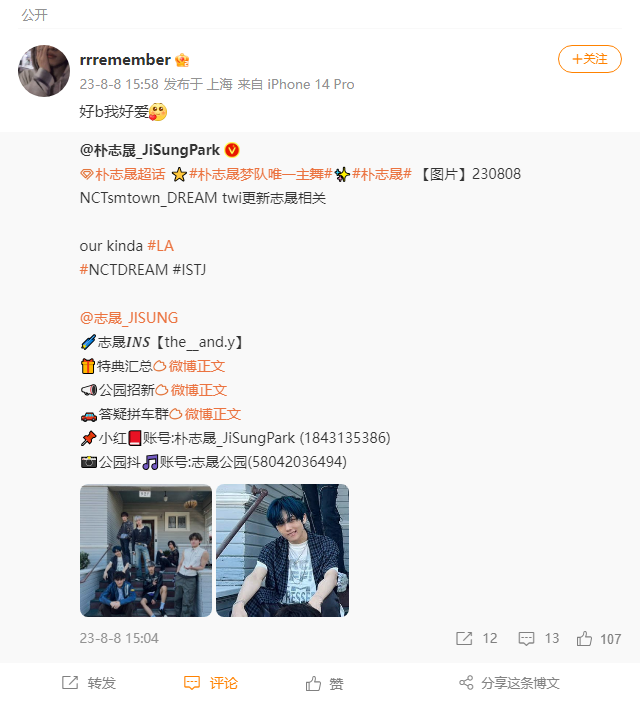 公开
rrremember
+关注
23-8-8 15:58 发布于 上海 来自 iPhone 14 Pro
好b我好爱
@朴志晟_JiSungPark
朴志晟超话 #朴志晟梦队唯一主舞# #朴志晟# 【图片】230808
NCTsmtown_DREAM twi更新志晟相关
our kinda #LA
#NCTDREAM #ISTJ
@志晟_JISUNG
志晟INS【the__and.y】
特典汇总 微博正文
公园招新 微博正文
答疑拼车群 微博正文
小红 账号:朴志晟_JiSungPark (1843135386)
公园抖 账号:志晟公园(58042036494)
23-8-8 15:04
12 13 107
转发 评论 赞 分享这条博文